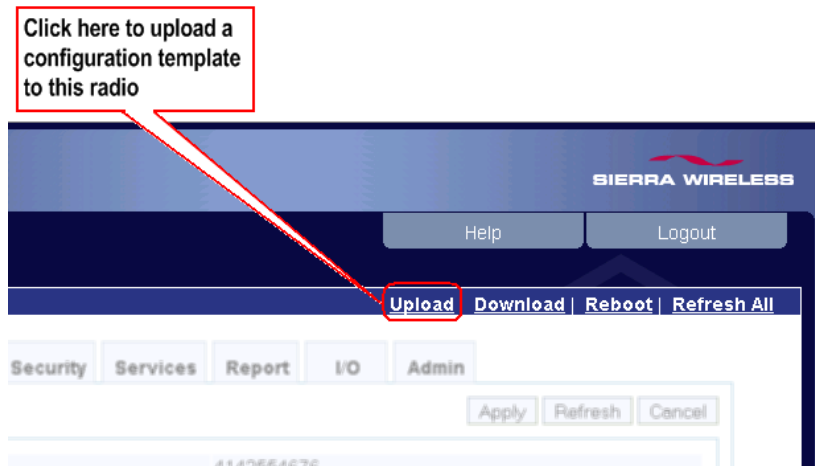 Click here to upload a
configuration template
to this radio
SIERRA WIRELESS
Help Logout
Upload Download | Reboot | Refresh All
Security Services Report I/O Admin
Apply Refresh Cancel